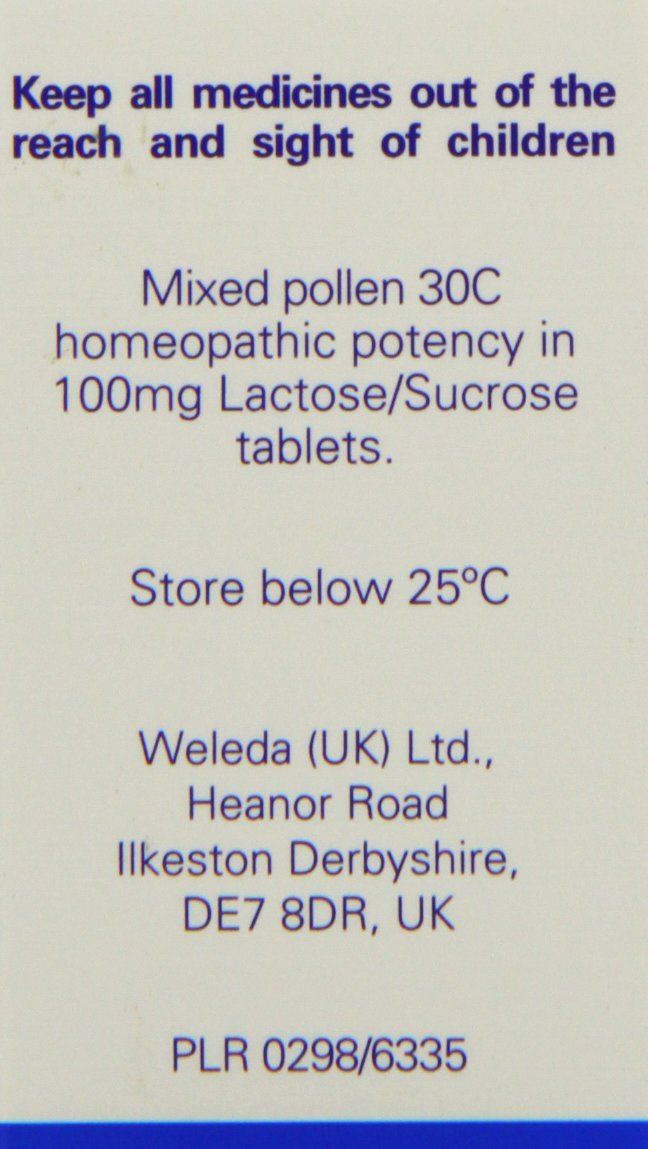 Keep all medicines out of the
reach and sight of children
Mixed pollen 30C
homeopathic potency in
100mg Lactose/Sucrose
tablets.
Store below 25ºC
Weleda (UK) Ltd.,
Heanor Road
Ilkeston Derbyshire,
DE7 8DR, UK
PLR 0298/6335